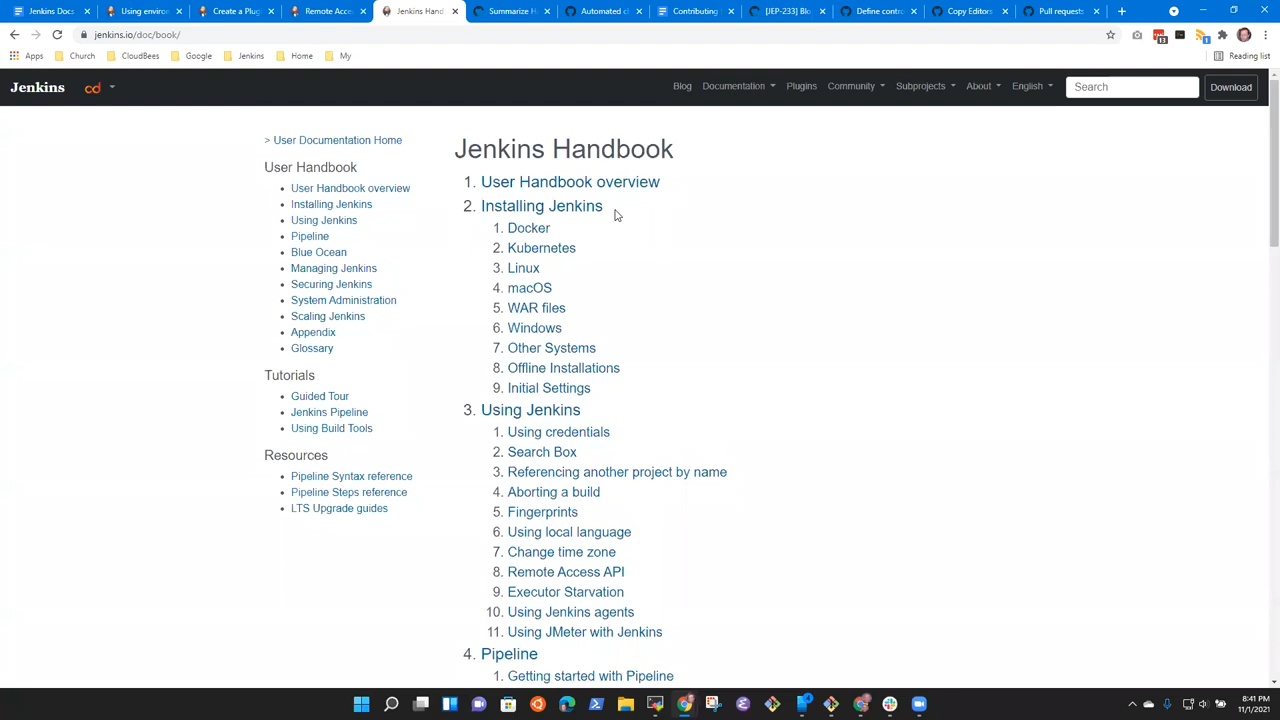 Jenkins Docs
Using environ
Create a Plug
Remote Acce
Jenkins Hand
Summarize H
Automated c
Contributing
[JEP-233] Blo
Define contr
Copy Editors
Pull requests
jenkins.io/doc/book/
13
1
Apps
Church
CloudBees
Google
Jenkins
Home
My
Reading list
Jenkins
cd
Blog
Documentation
Plugins
Community
Subprojects
About
English
Search
Download
> User Documentation Home
User Handbook
User Handbook overview
Installing Jenkins
Using Jenkins
Pipeline
Blue Ocean
Managing Jenkins
Securing Jenkins
System Administration
Scaling Jenkins
Appendix
Glossary
Tutorials
Guided Tour
Jenkins Pipeline
Using Build Tools
Resources
Pipeline Syntax reference
Pipeline Steps reference
LTS Upgrade guides
Jenkins Handbook
1. User Handbook overview
2. Installing Jenkins
1. Docker
2. Kubernetes
3. Linux
4. macOS
5. WAR files
6. Windows
7. Other Systems
8. Offline Installations
9. Initial Settings
3. Using Jenkins
1. Using credentials
2. Search Box
3. Referencing another project by name
4. Aborting a build
5. Fingerprints
6. Using local language
7. Change time zone
8. Remote Access API
9. Executor Starvation
10. Using Jenkins agents
11. Using JMeter with Jenkins
4. Pipeline
1. Getting started with Pipeline
8:41 PM
11/1/2021